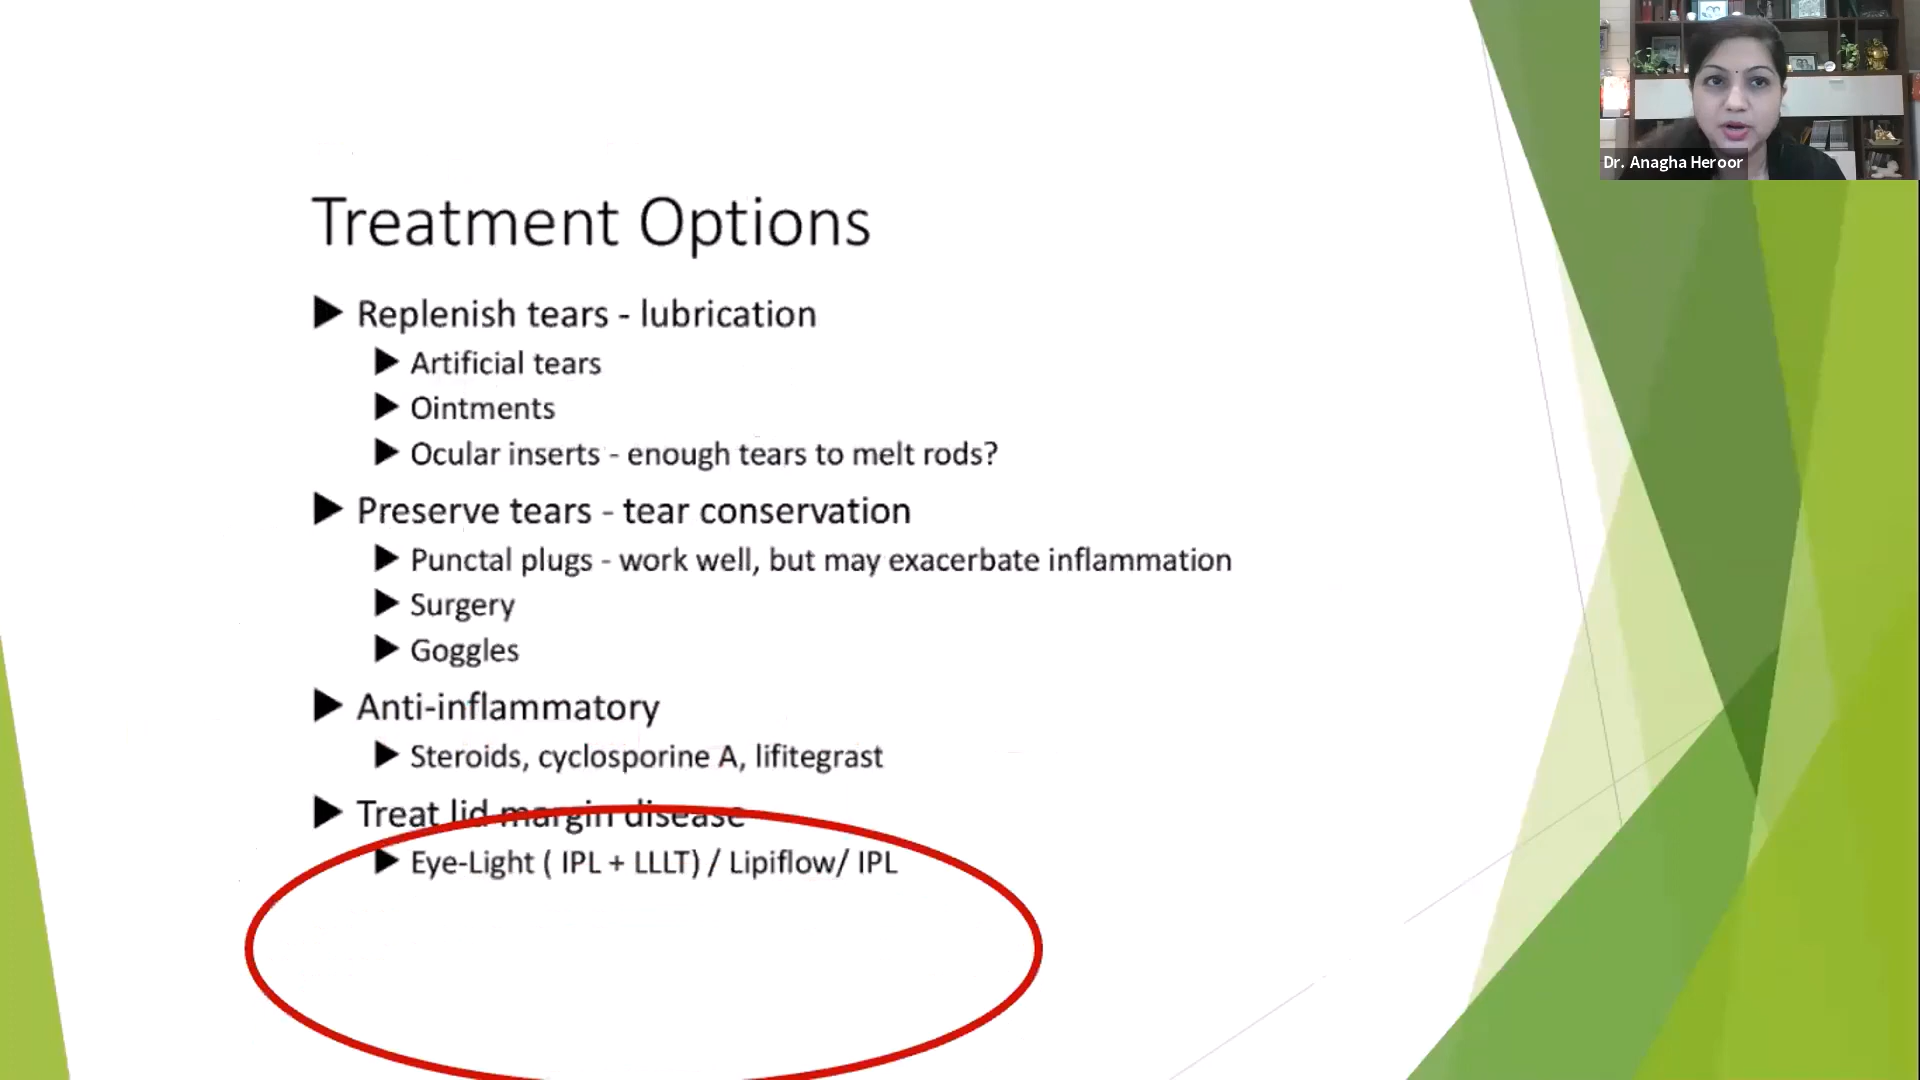 Dr. Anagha Heroor
Treatment Options
Replenish tears - lubrication
Artificial tears
Ointments
Ocular inserts - enough tears to melt rods?
Preserve tears - tear conservation
Punctal plugs - work well, but may exacerbate inflammation
Surgery
Goggles
Anti-inflammatory
Steroids, cyclosporine A, lifitegrast
Treat lid margin disease
Eye-Light ( IPL + LLLT) / Lipiflow/ IPL